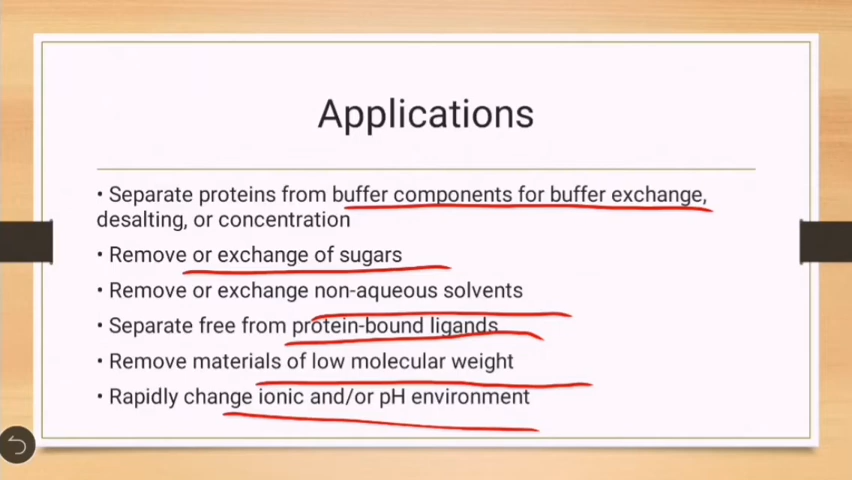 Applications
• Separate proteins from buffer components for buffer exchange,
desalting, or concentration
• Remove or exchange of sugars
• Remove or exchange non-aqueous solvents
• Separate free from protein-bound ligands
• Remove materials of low molecular weight
• Rapidly change ionic and/or pH environment